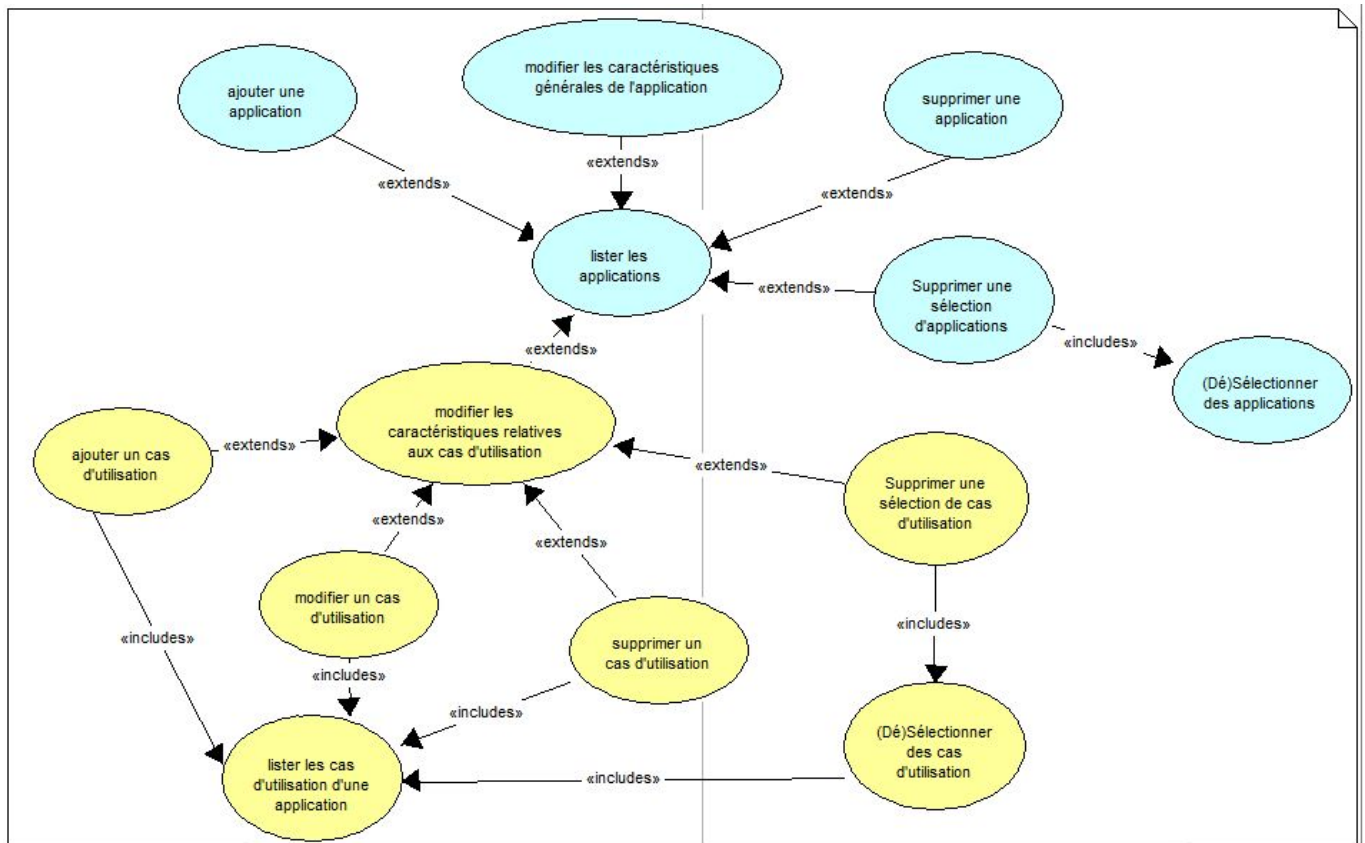 modifier les caractéristiques
générales de l'application
ajouter une
application
supprimer une
application
«extends»
«extends»
«extends»
lister les
applications
Supprimer une
sélection
d'applications
«extends»
«includes»
«extends»
(Dé)Sélectionner
des applications
modifier les
caractéristiques relatives
aux cas d'utilisation
ajouter un cas
d'utilisation
«extends»
«extends»
Supprimer une
sélection de cas
d'utilisation
«extends»
«extends»
modifier un cas
d'utilisation
«includes»
supprimer un
cas d'utilisation
«includes»
«includes»
«includes»
(Dé)Sélectionner
des cas
d'utilisation
lister les cas
d'utilisation d'une
application
«includes»